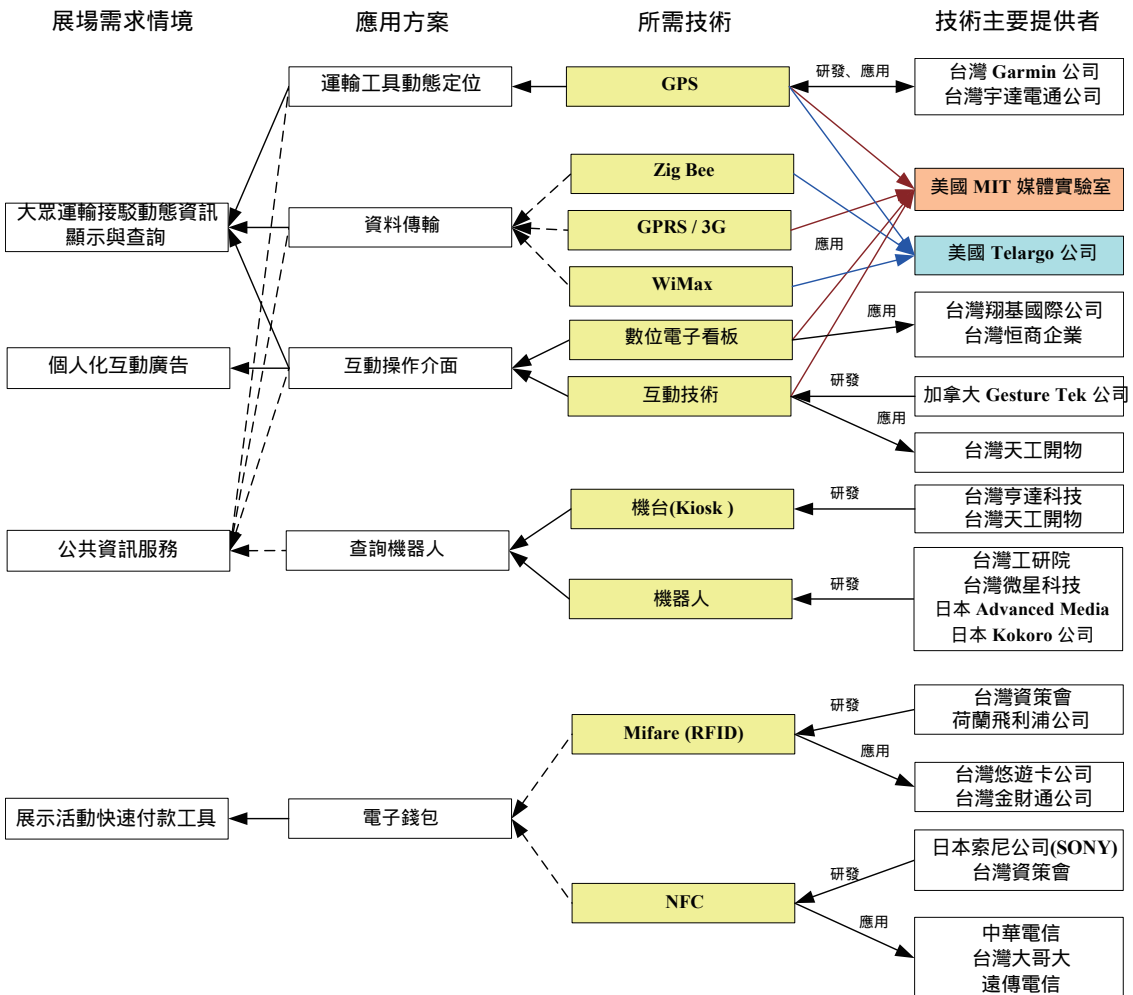 展場需求情境
應用方案
所需技術
技術主要提供者
運輸工具動態定位
GPS
研發、應用
台灣 Garmin 公司
台灣宇達電通公司
Zig Bee
美國 MIT 媒體實驗室
大眾運輸接駁動態資訊
顯示與查詢
資料傳輸
GPRS / 3G
應用
美國 Telargo 公司
WiMax
數位電子看板
應用
台灣翔基國際公司
台灣恒商企業
個人化互動廣告
互動操作介面
互動技術
研發
加拿大 Gesture Tek 公司
應用
台灣天工開物
機台(Kiosk )
研發
台灣亨達科技
台灣天工開物
公共資訊服務
查詢機器人
機器人
研發
台灣工研院
台灣微星科技
日本 Advanced Media
日本 Kokoro 公司
Mifare (RFID)
研發
台灣資策會
荷蘭飛利浦公司
應用
台灣悠遊卡公司
台灣金財通公司
展示活動快速付款工具
電子錢包
NFC
研發
日本索尼公司(SONY)
台灣資策會
應用
中華電信
台灣大哥大
遠傳電信